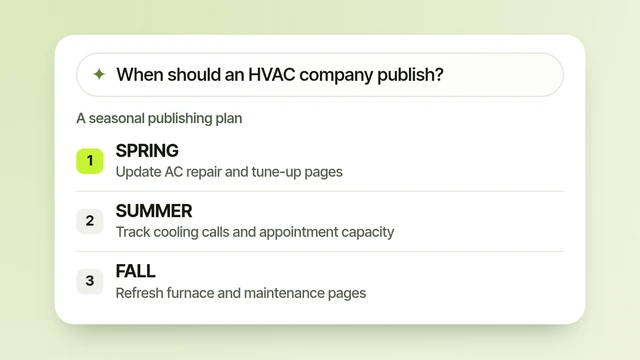 When should an HVAC company publish?
A seasonal publishing plan
1
SPRING
Update AC repair and tune-up pages
2
SUMMER
Track cooling calls and appointment capacity
3
FALL
Refresh furnace and maintenance pages